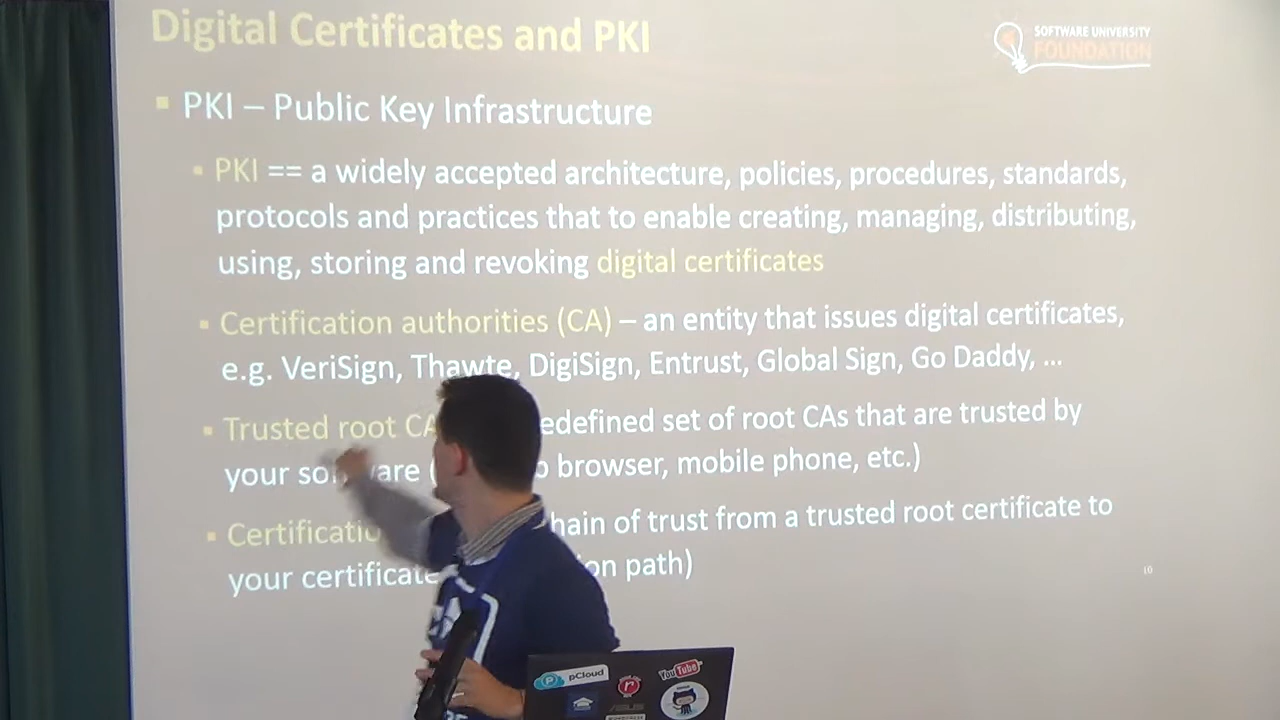 Digital Certificates and PKI
SOFTWARE UNIVERSITY
FOUNDATION
▪ PKI – Public Key Infrastructure
▪ PKI == a widely accepted architecture, policies, procedures, standards,
protocols and practices that to enable creating, managing, distributing,
using, storing and revoking digital certificates
▪ Certification authorities (CA) – an entity that issues digital certificates,
e.g. VeriSign, Thawte, DigiSign, Entrust, Global Sign, Go Daddy, ...
▪ Trusted root CA edefined set of root CAs that are trusted by
your software ( browser, mobile phone, etc.)
▪ Certificatio hain of trust from a trusted root certificate to
your certificate on path)
10
pCloud
YouTube
ASUS